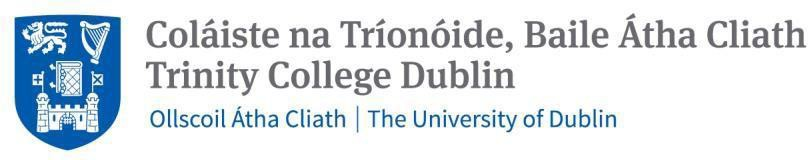 Coláiste na Tríonóide, Baile Átha Cliath
Trinity College Dublin
Ollscoil Átha Cliath | The University of Dublin